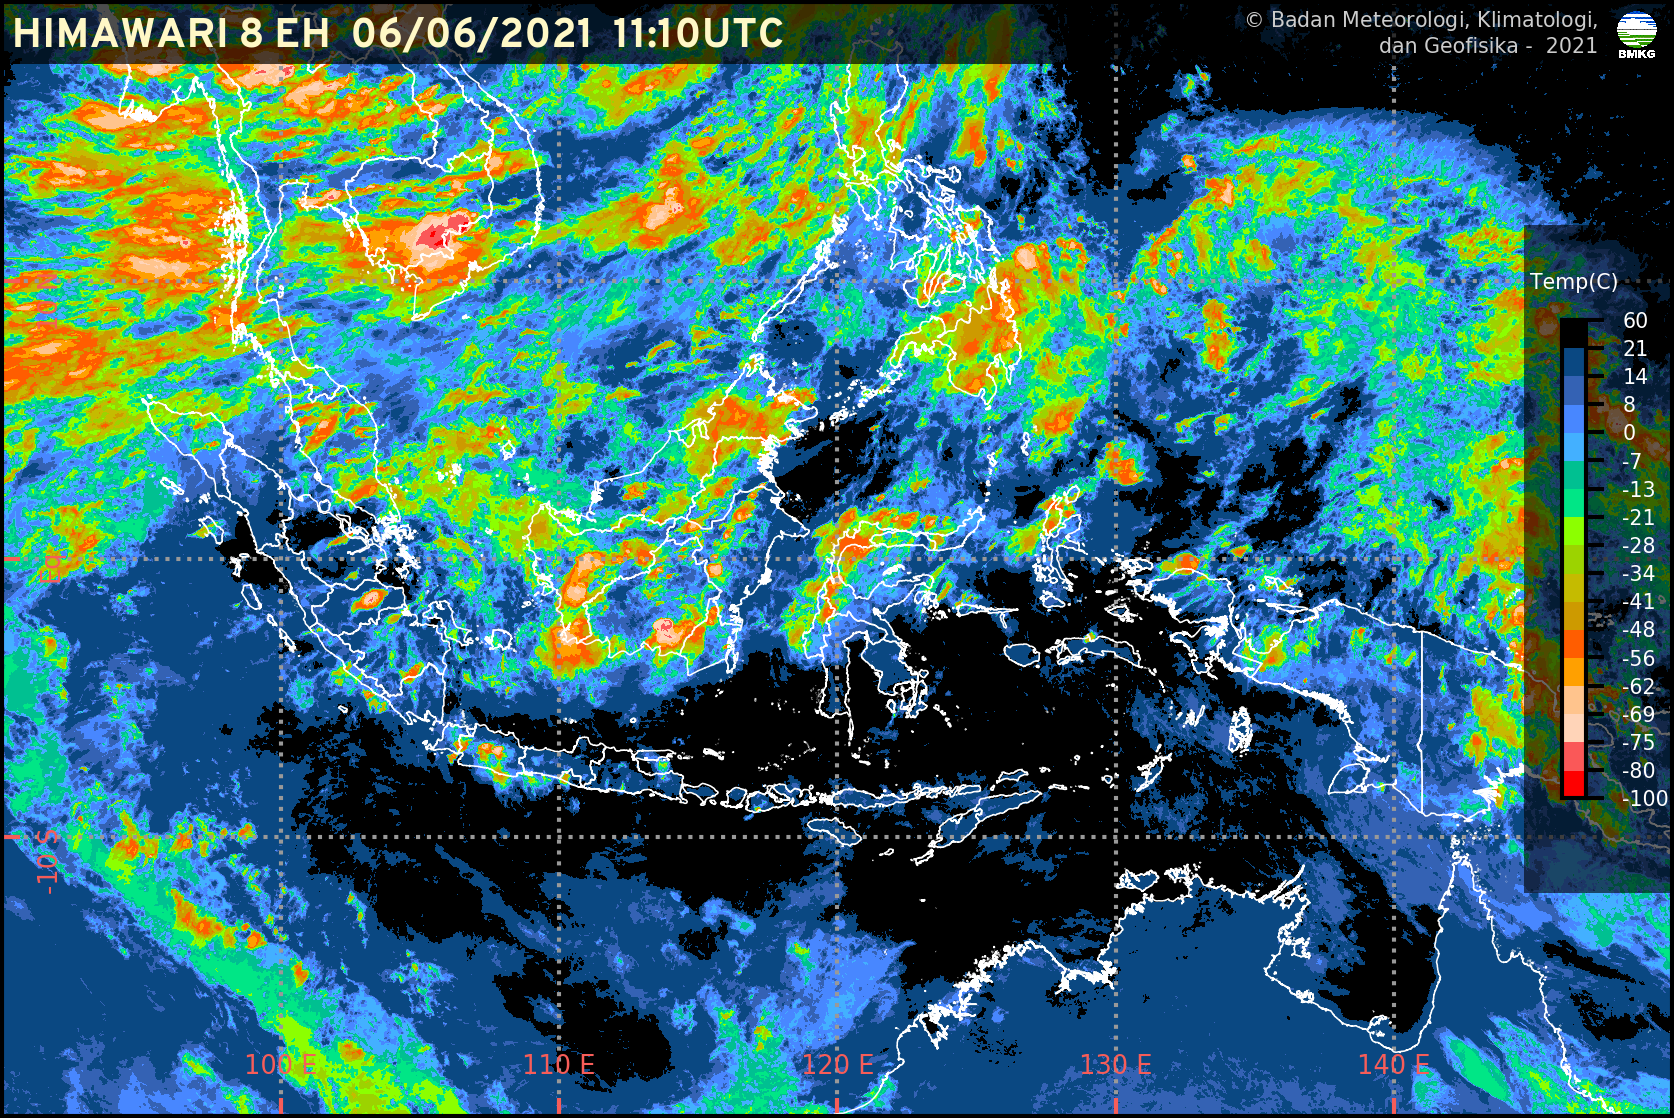 HIMAWARI 8 EH 06/06/2021 11:10UTC
© Badan Meteorologi, Klimatologi,
dan Geofisika - 2021
BMKG
Temp(C)
60
21
14
8
0
-7
-13
-21
-28
-34
-41
-48
-56
-62
-69
-75
-80
-100
EQ
-10 S
100 E
110 E
120 E
130 E
140 E